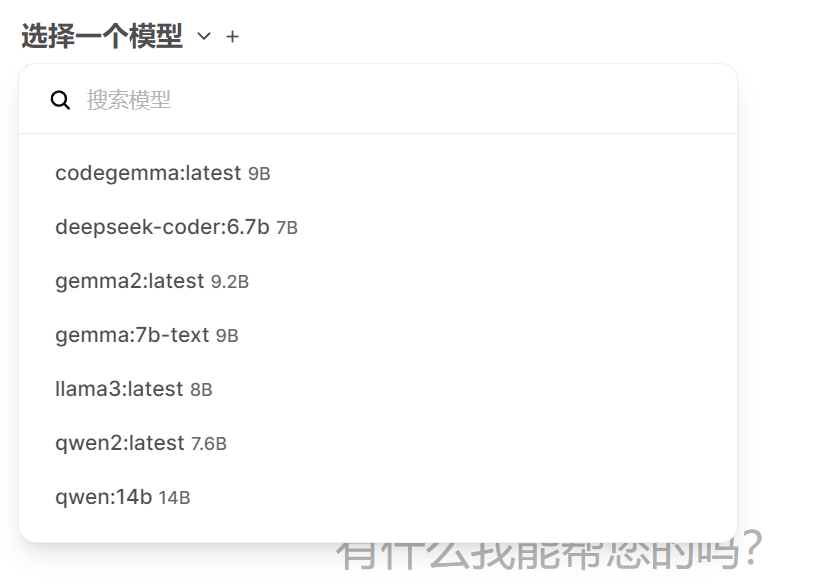 选择一个模型
搜索模型
codegemma:latest 9B
deepseek-coder:6.7b 7B
gemma2:latest 9.2B
gemma:7b-text 9B
llama3:latest 8B
qwen2:latest 7.6B
qwen:14b 14B
有什么我能帮您的吗?